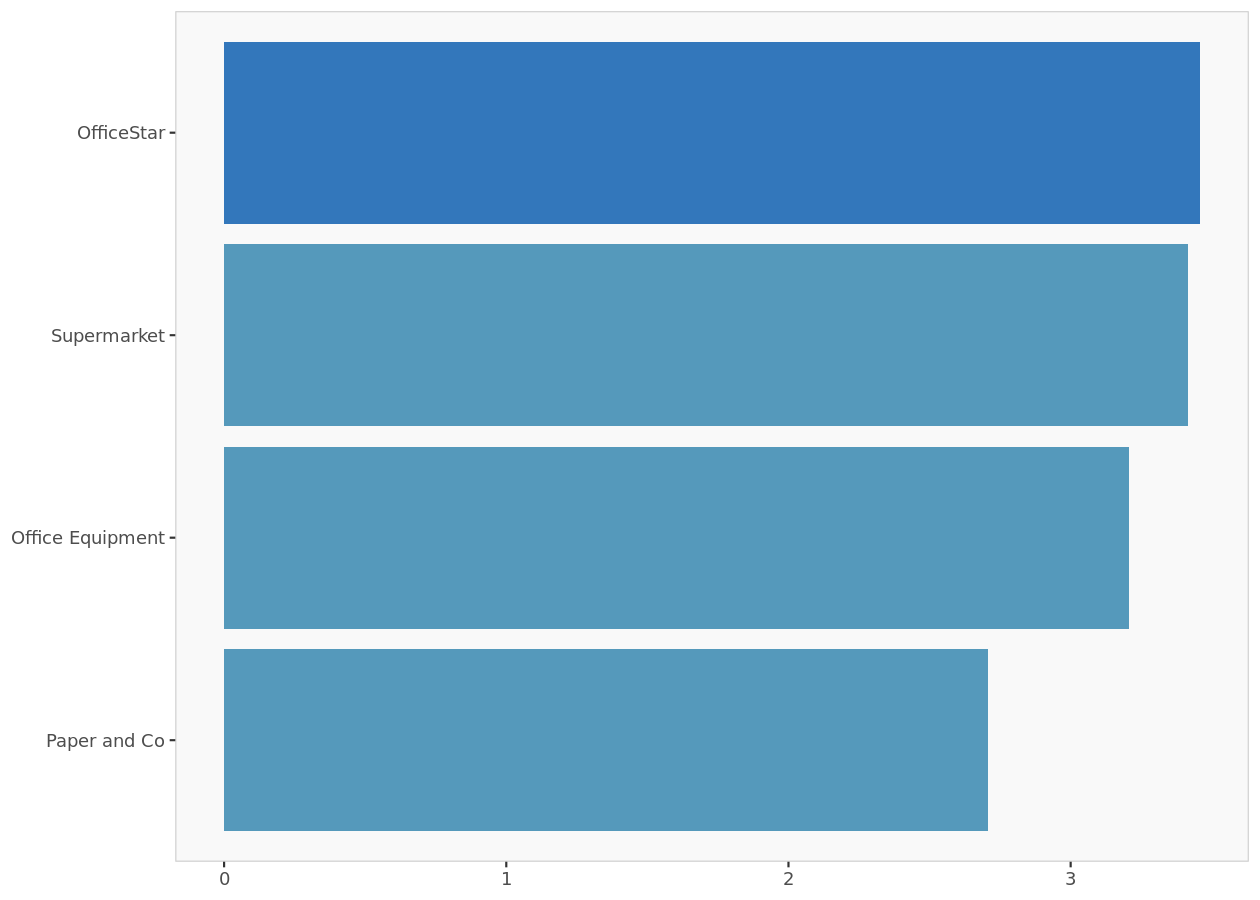 OfficeStar
Supermarket
Office Equipment
Paper and Co
0 1 2 3